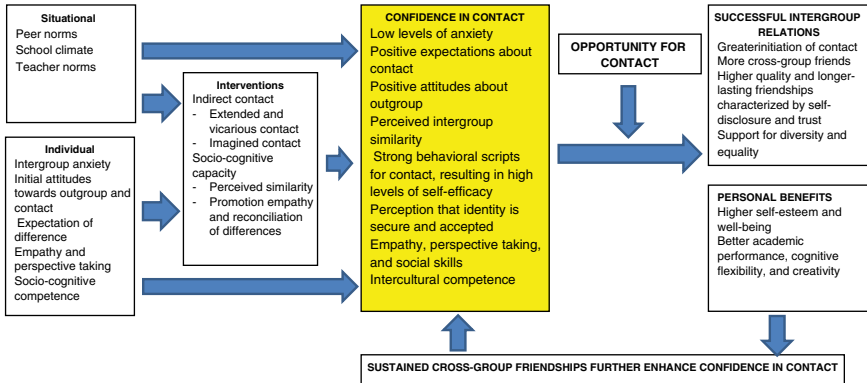 Situational
Peer norms
School climate
Teacher norms
Individual
Intergroup anxiety
Initial attitudes
towards outgroup and
contact
Expectation of
difference
Empathy and
perspective taking
Socio-cognitive
competence
Interventions
Indirect contact
- Extended and
vicarious contact
- Imagined contact
Socio-cognitive
capacity
- Perceived similarity
- Promotion empathy
and reconciliation
of differences
CONFIDENCE IN CONTACT
Low levels of anxiety
Positive expectations about
contact
Positive attitudes about
outgroup
Perceived intergroup
similarity
Strong behavioral scripts
for contact, resulting in high
levels of self-efficacy
Perception that identity is
secure and accepted
Empathy, perspective taking,
and social skills
Intercultural competence
OPPORTUNITY FOR
CONTACT
SUCCESSFUL INTERGROUP
RELATIONS
Greaterinitiation of contact
More cross-group friends
Higher quality and longer-
lasting friendships
characterized by self-
disclosure and trust
Support for diversity and
equality
PERSONAL BENEFITS
Higher self-esteem and
well-being
Better academic
performance, cognitive
flexibility, and creativity
SUSTAINED CROSS-GROUP FRIENDSHIPS FURTHER ENHANCE CONFIDENCE IN CONTACT